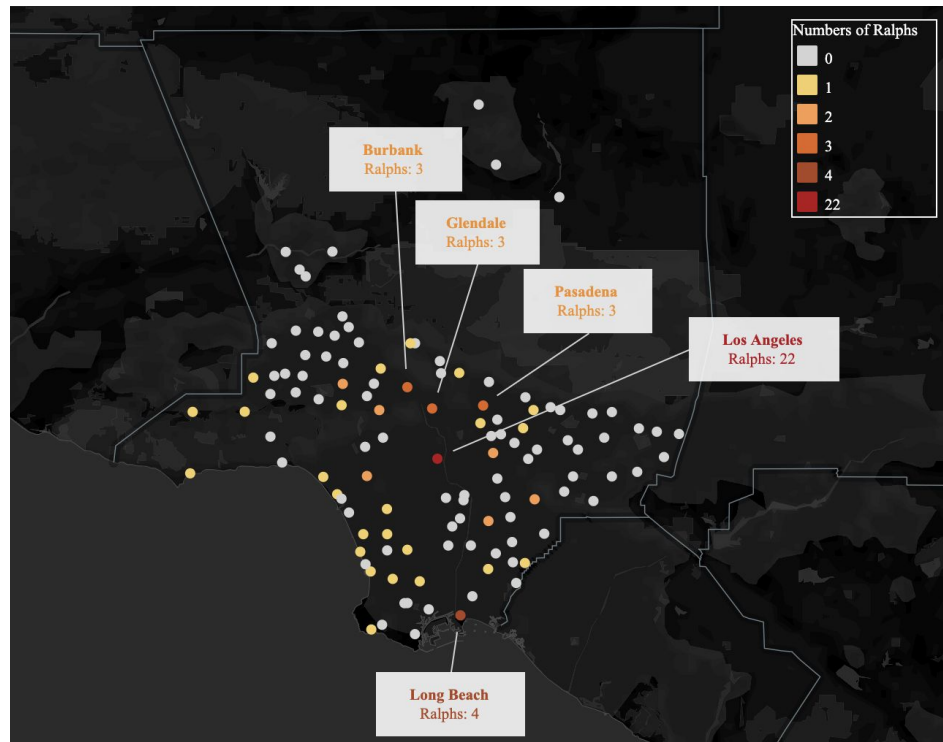 Numbers of Ralphs
0
1
2
3
4
22
Burbank
Ralphs: 3
Glendale
Ralphs: 3
Pasadena
Ralphs: 3
Los Angeles
Ralphs: 22
Long Beach
Ralphs: 4